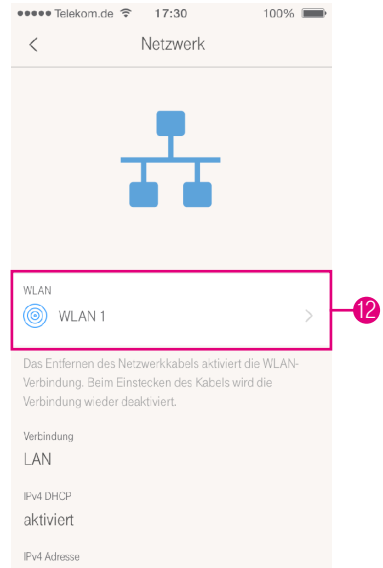 Telekom.de 17:30 100%
Netzwerk
WLAN
WLAN 1
12
Das Entfernen des Netzwerkkabels aktiviert die WLAN-
Verbindung. Beim Einstecken des Kabels wird die
Verbindung wieder deaktiviert.
Verbindung
LAN
IPv4 DHCP
aktiviert
IPv4 Adresse